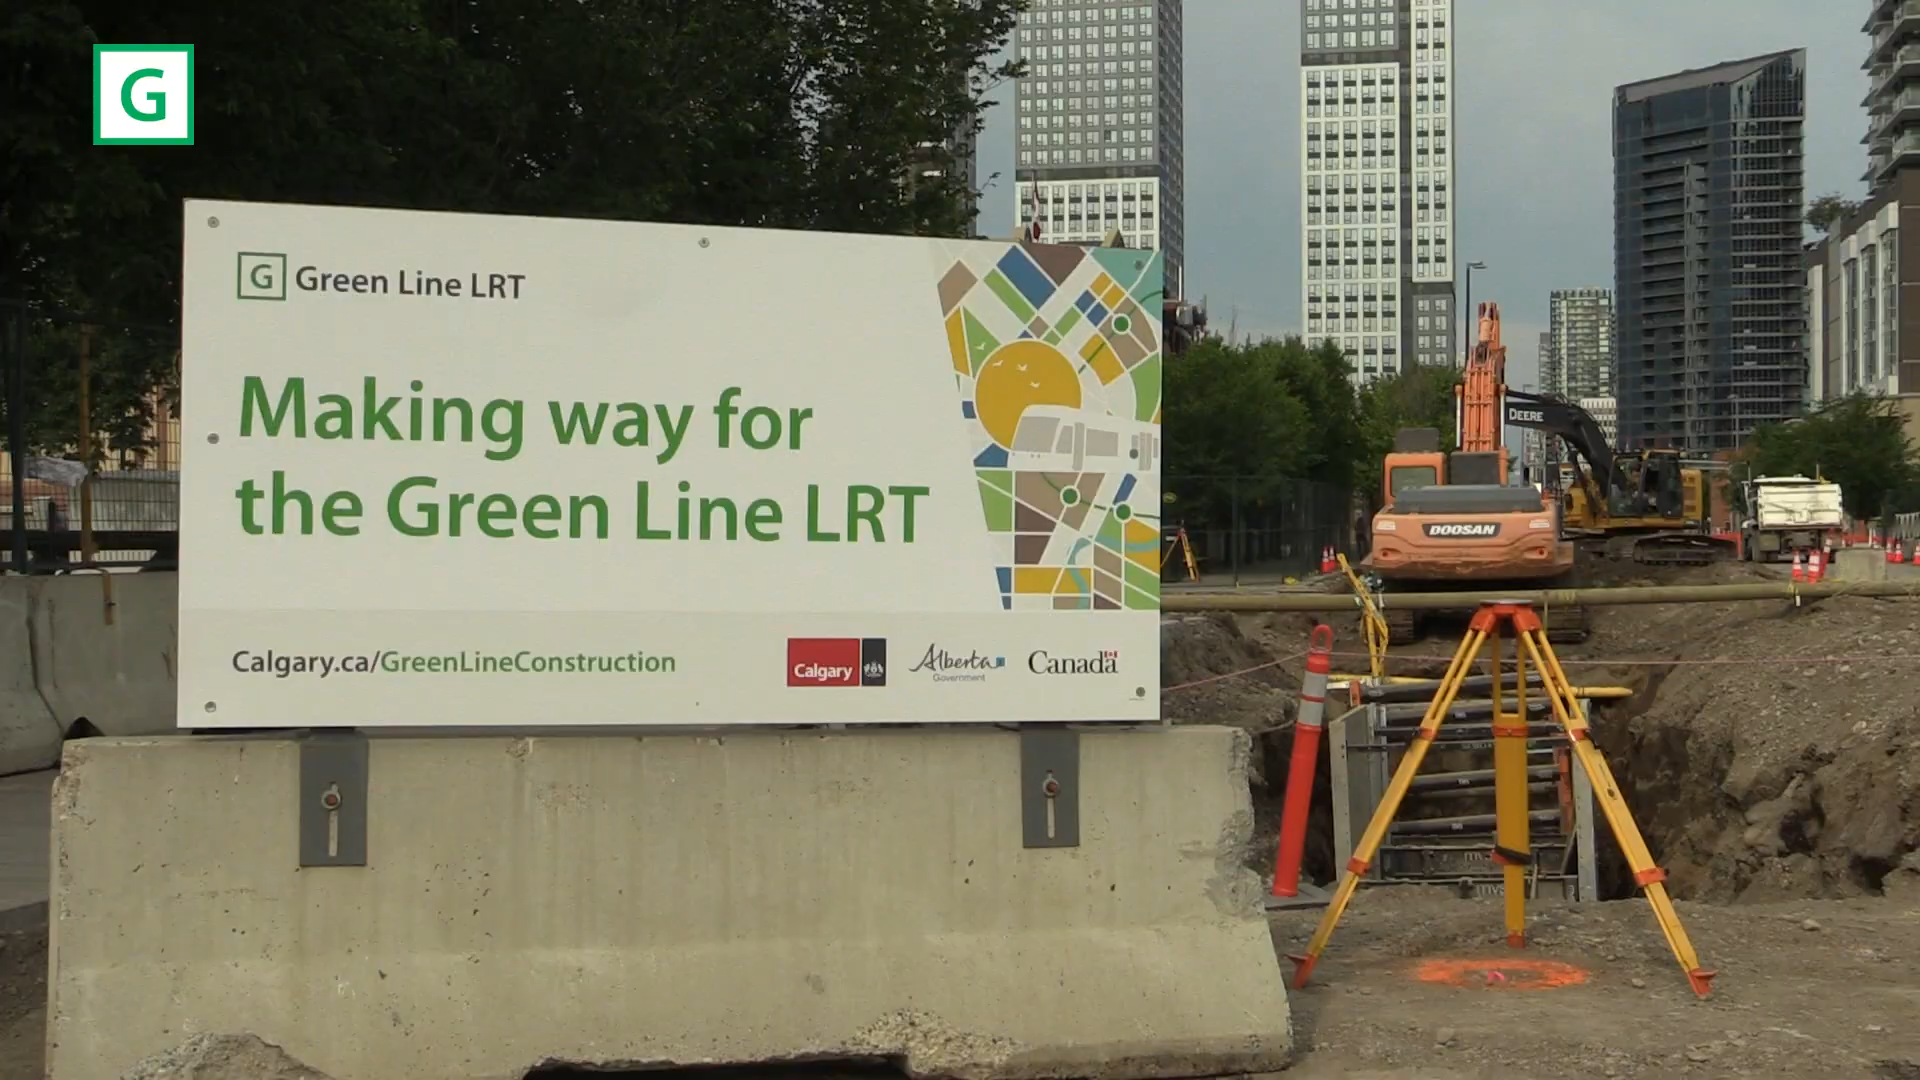 G
G Green Line LRT
Making way for
the Green Line LRT
Calgary.ca/GreenLineConstruction
Calgary
Alberta
Government
Canada
DEERE
DOOSAN